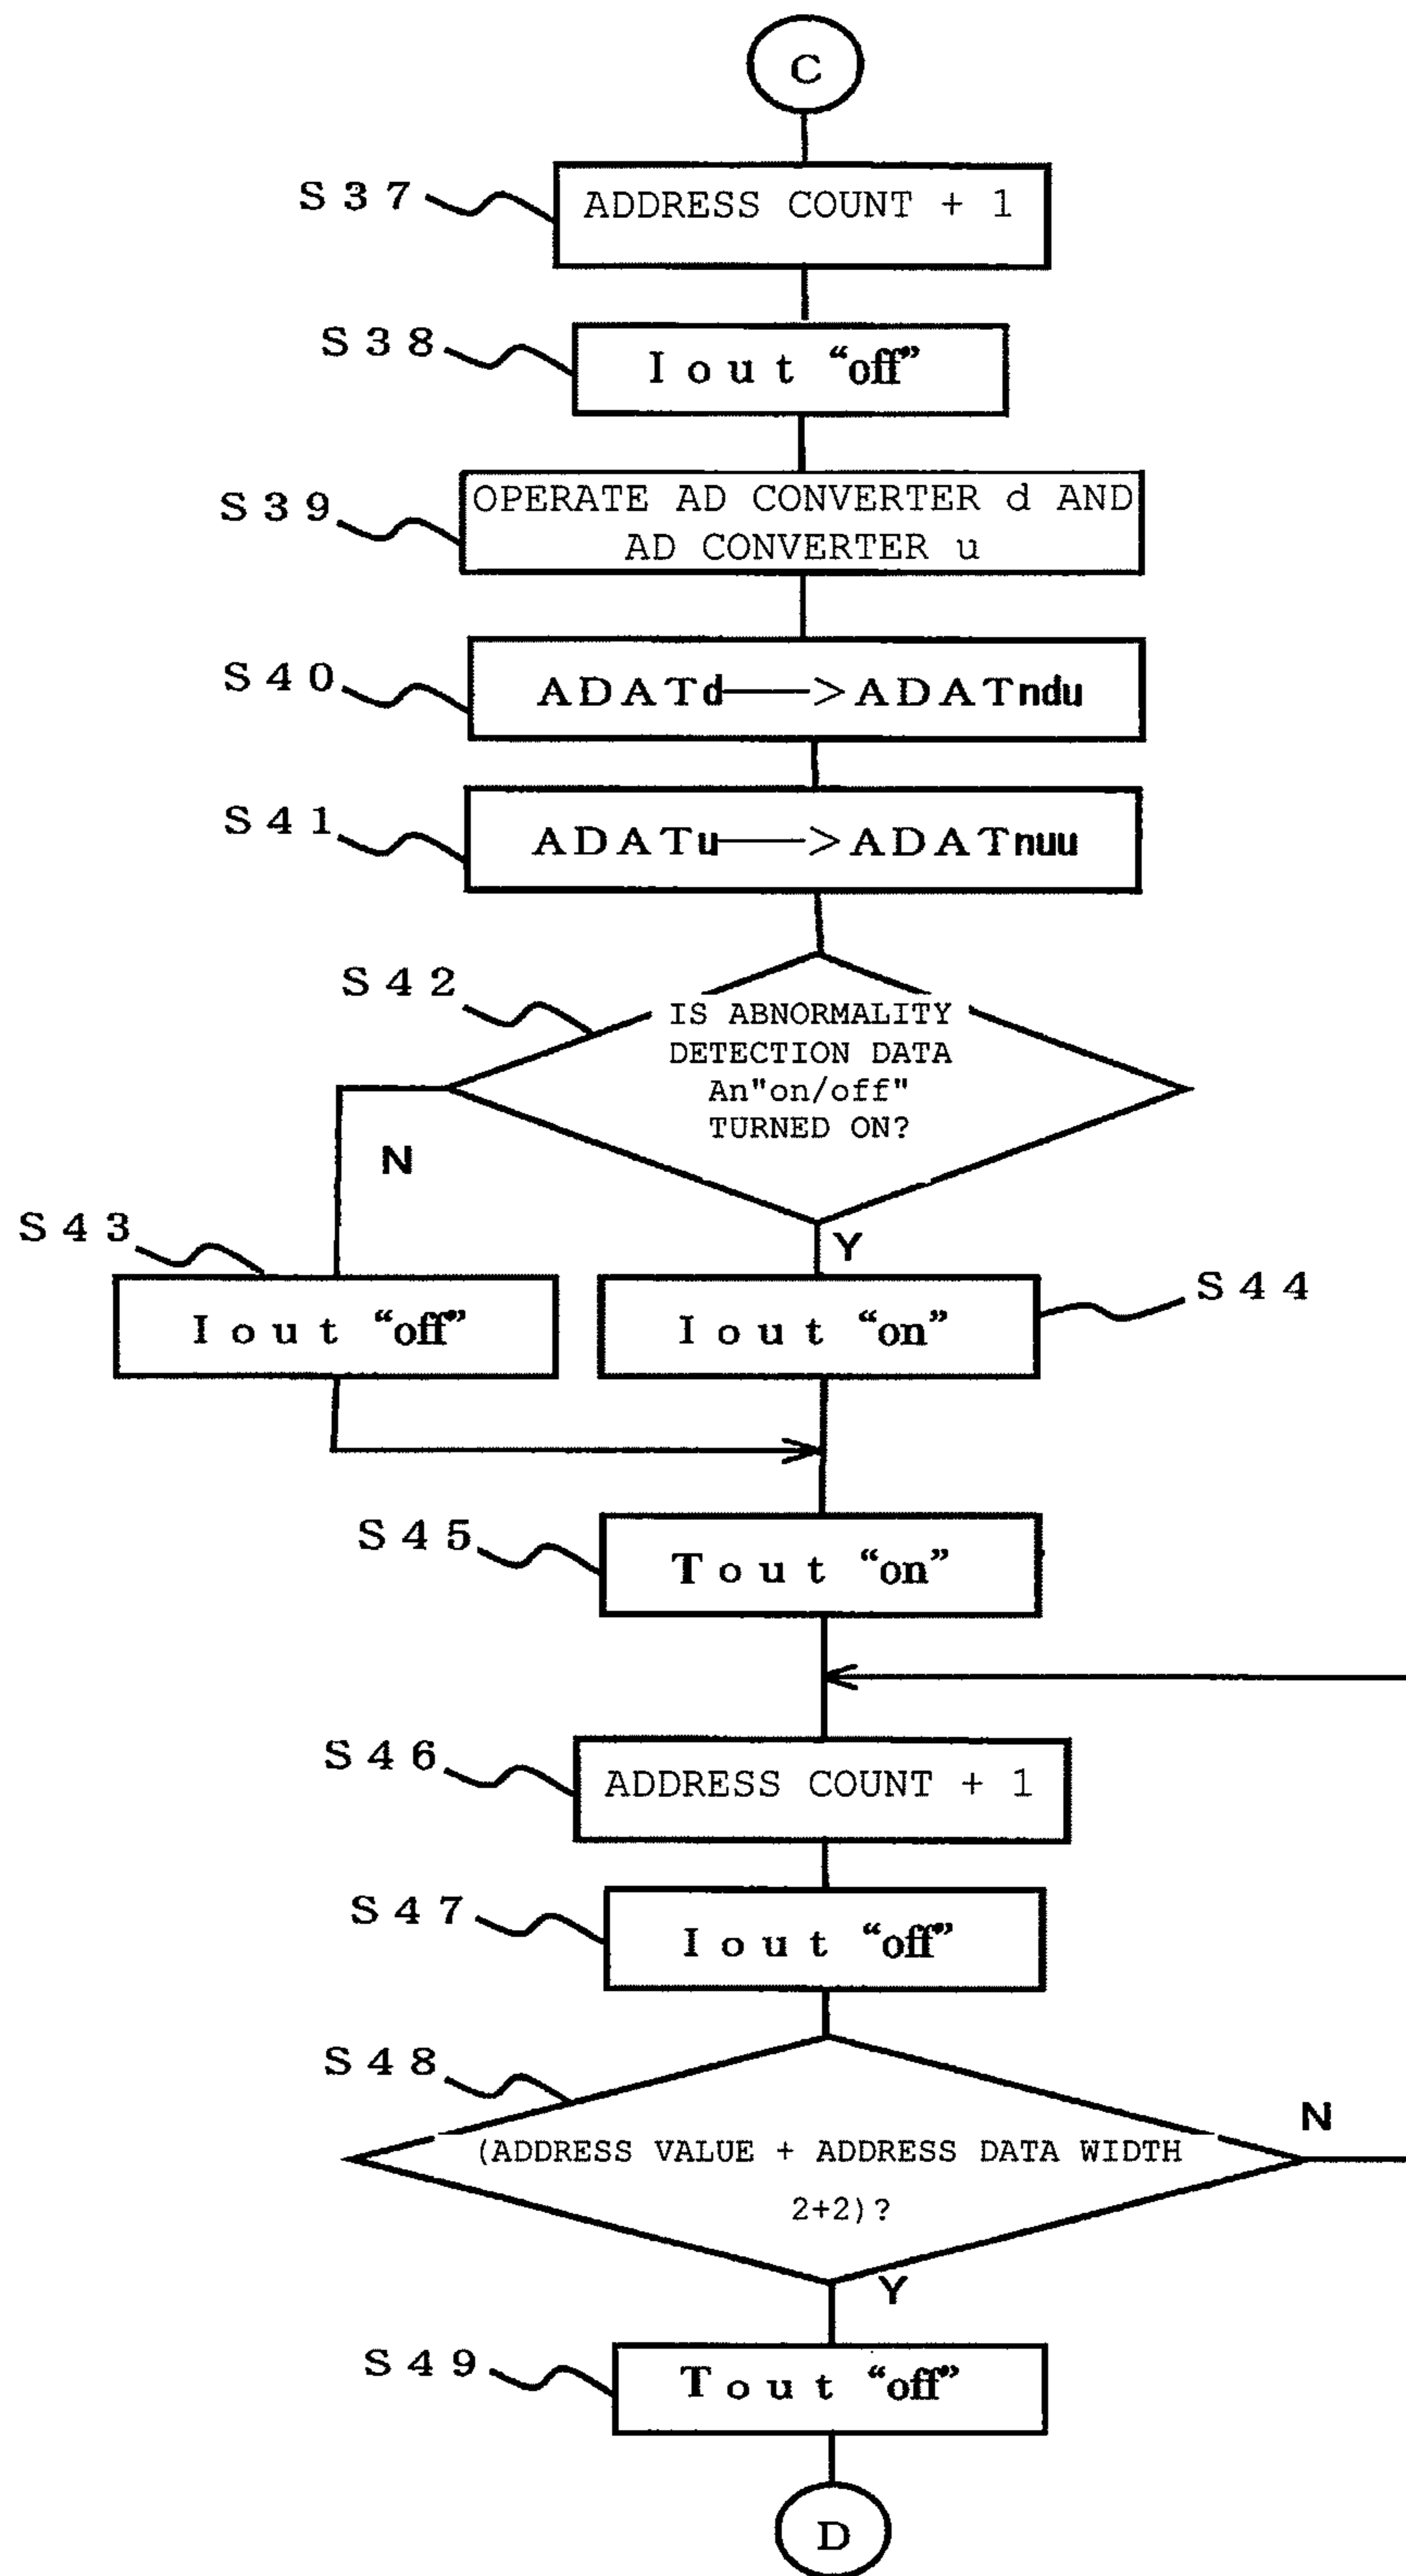 C
S37
ADDRESS COUNT + 1
S38
Iout “off”
S39
OPERATE AD CONVERTER d AND
AD CONVERTER u
S40
ADATd——>ADATndu
S41
ADATu——>ADATnuu
S42
IS ABNORMALITY
DETECTION DATA
An"on/off"
TURNED ON?
N
Y
S43
Iout “off”
Iout “on”
S44
S45
Tout “on”
S46
ADDRESS COUNT + 1
S47
Iout “off”
S48
(ADDRESS VALUE + ADDRESS DATA WIDTH
2+2)?
N
Y
S49
Tout “off”
D